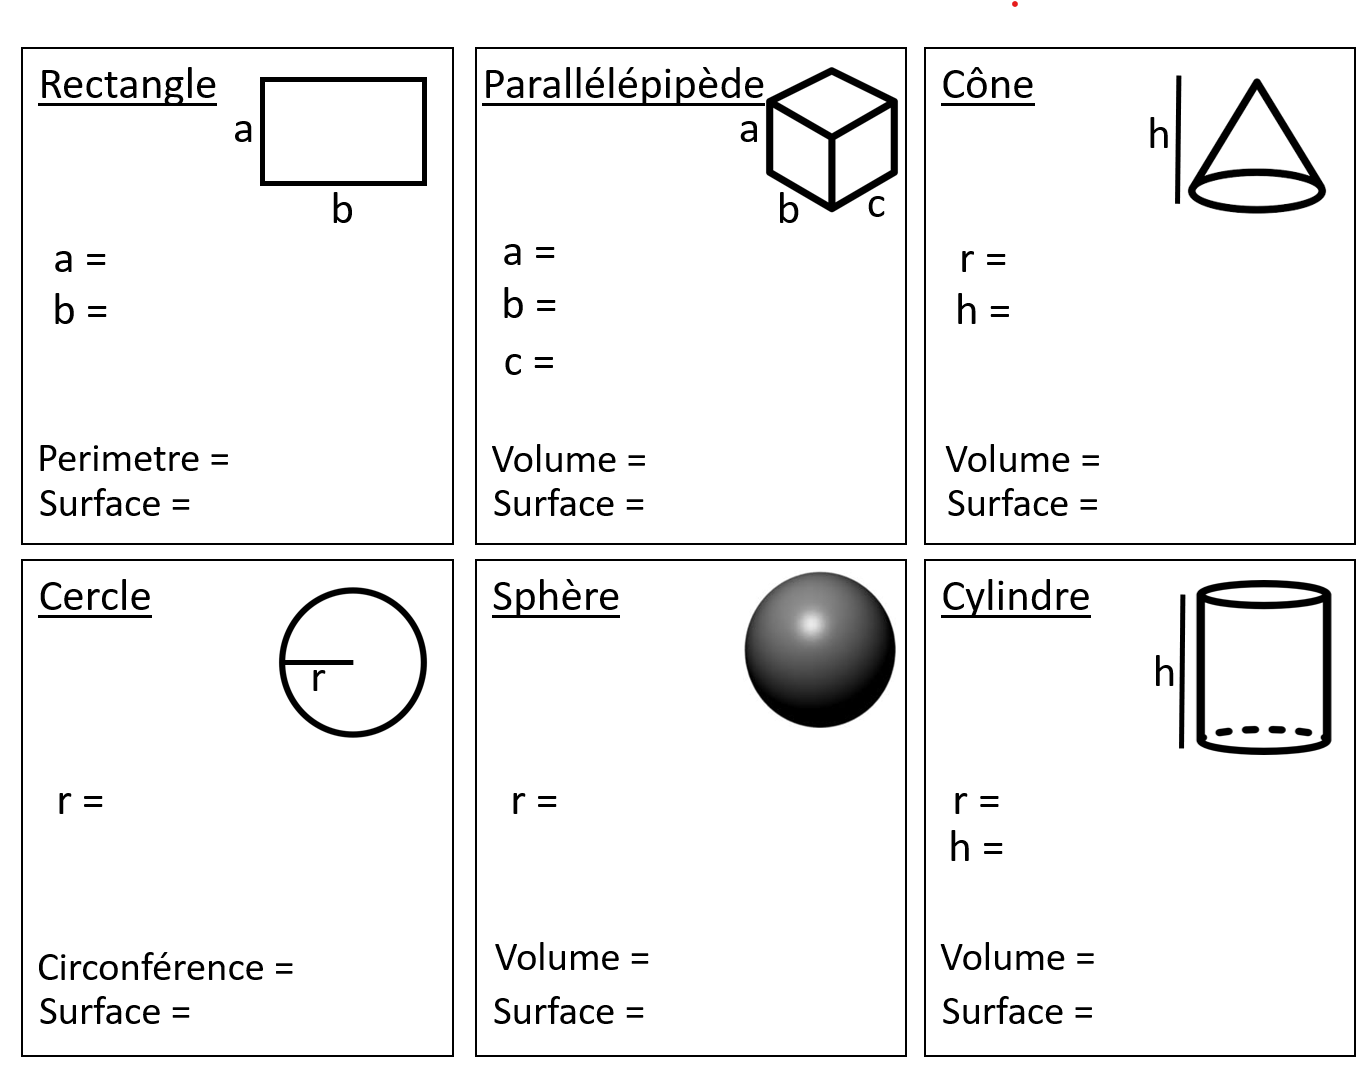 Rectangle
a
b
a =
b =
Perimetre =
Surface =
Parallélépipède
a
b
c
a =
b =
c =
Volume =
Surface =
Cône
h
r =
h =
Volume =
Surface =
Cercle
r
r =
Circonférence =
Surface =
Sphère
r =
Volume =
Surface =
Cylindre
h
r =
h =
Volume =
Surface =